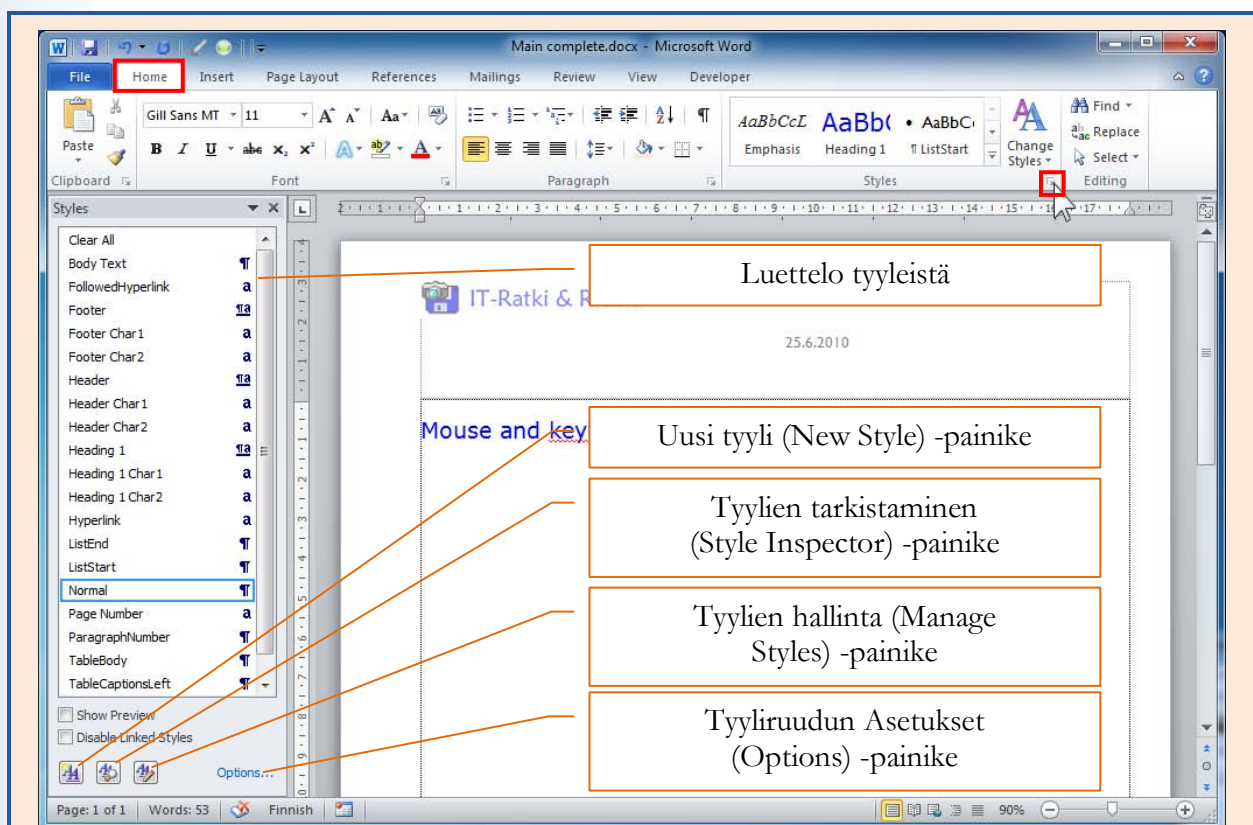 Main complete.docx - Microsoft Word
File Home Insert Page Layout References Mailings Review View Developer
Gill Sans MT 11
Paste
B I U abc x₂ x² Aa A
AaBbCcL AaBb( • AaBbC
Emphasis Heading 1 ¶ ListStart
Change
Styles
Find
Replace
Select
Clipboard Font Paragraph Styles Editing
Styles
Clear All
Body Text ¶
FollowedHyperlink a
Footer ¶a
Footer Char1 a
Footer Char2 a
Header ¶a
Header Char1 a
Header Char2 a
Heading 1 ¶a
Heading 1 Char1 a
Heading 1 Char2 a
Hyperlink a
ListEnd ¶
ListStart ¶
Normal ¶
Page Number a
ParagraphNumber ¶
TableBody ¶
TableCaptionsLeft ¶
Show Preview
Disable Linked Styles
Options...
IT-Ratki &
25.6.2010
Mouse and key
Luettelo tyyleistä
Uusi tyyli (New Style) -painike
Tyylien tarkistaminen
(Style Inspector) -painike
Tyylien hallinta (Manage
Styles) -painike
Tyyliruudun Asetukset
(Options) -painike
Page: 1 of 1 Words: 53 Finnish 90%